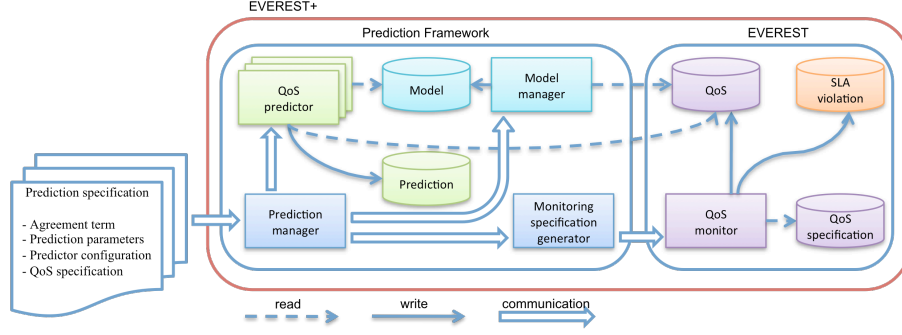 EVEREST+
Prediction Framework
EVEREST
QoS
predictor
Model
Model
manager
QoS
SLA
violation
Prediction
Prediction specification
- Agreement term
- Prediction parameters
- Predictor configuration
- QoS specification
Prediction
manager
Monitoring
specification
generator
QoS
monitor
QoS
specification
read
write
communication